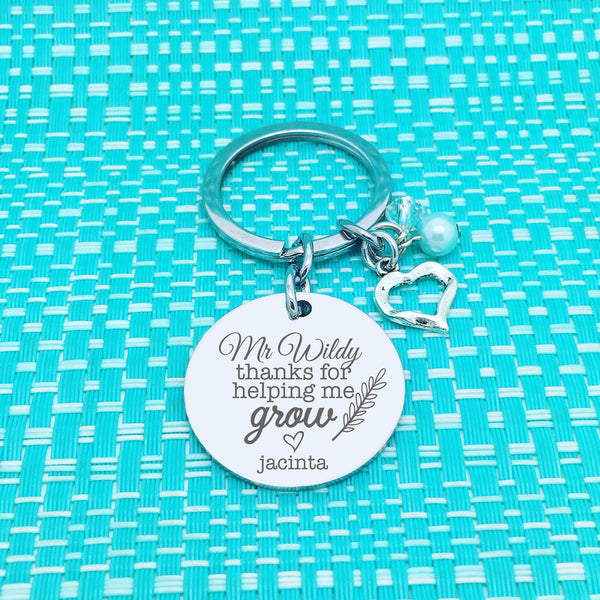 Mr Wildy
thanks for
helping me
grow
jacinta